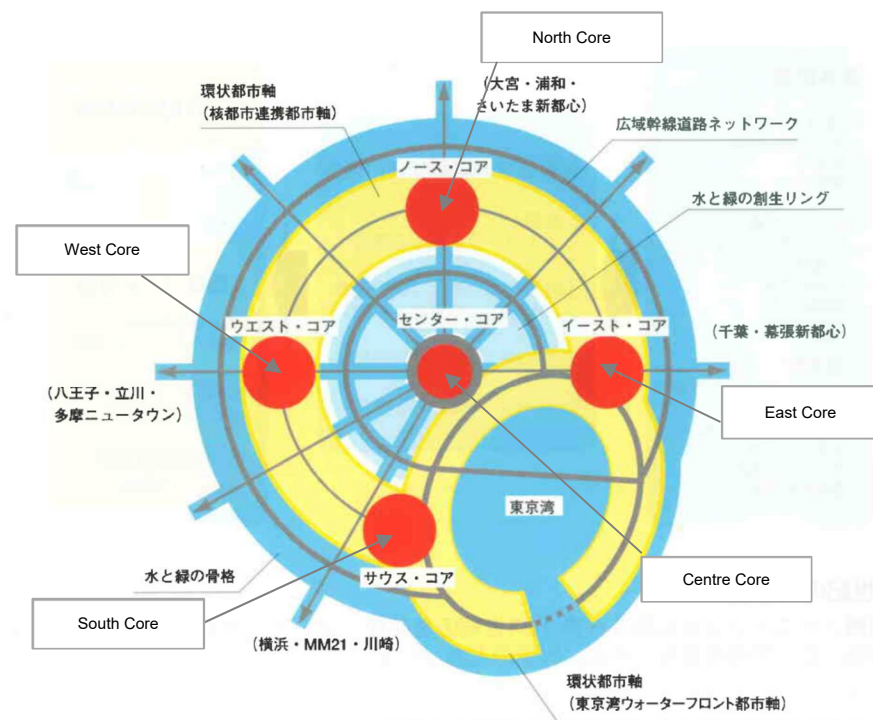 North Core
環状都市軸
(核都市連携都市軸)
(大宮・浦和・
さいたま新都心)
広域幹線道路ネットワーク
ノース・コア
水と緑の創生リング
West Core
ウエスト・コア
センター・コア
イースト・コア
(千葉・幕張新都心)
(八王子・立川・
多摩ニュータウン)
East Core
東京湾
水と緑の骨格
サウス・コア
Centre Core
South Core
(横浜・MM21・川崎)
環状都市軸
(東京湾ウォーターフロント都市軸)